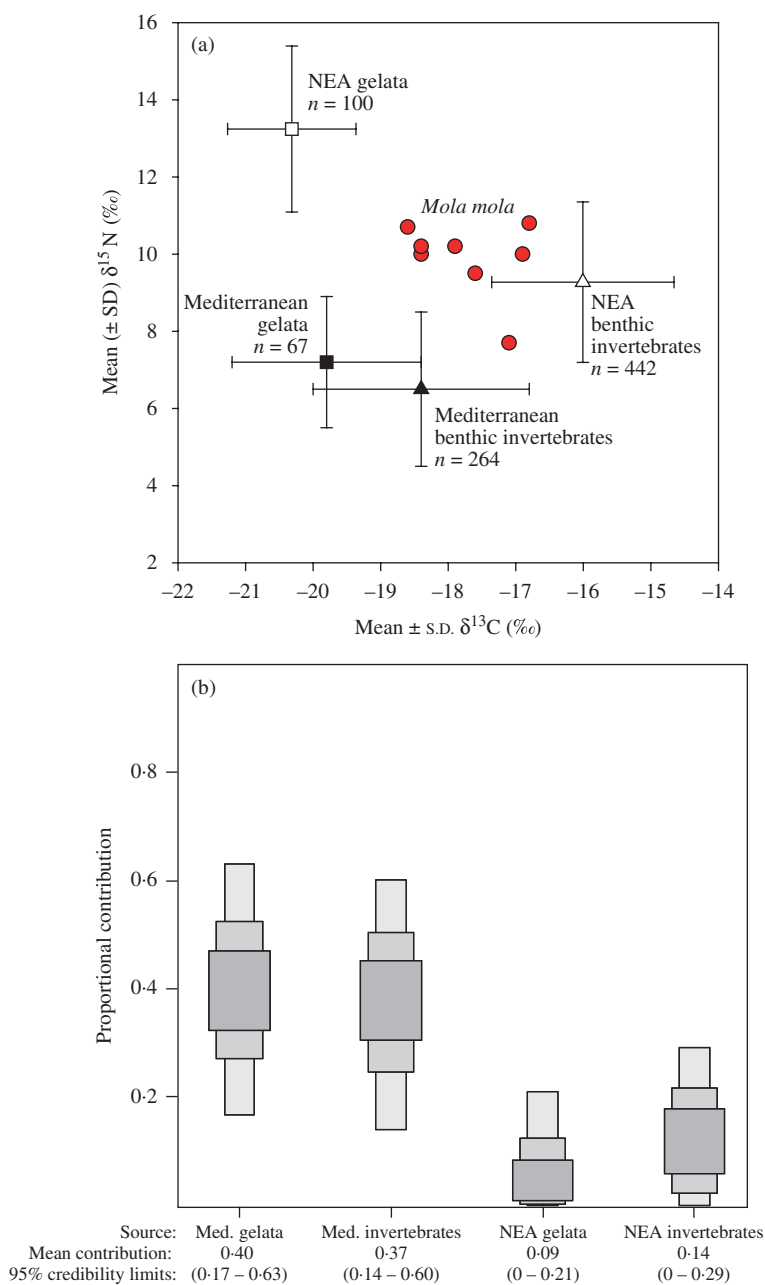 (a)
16
14
12
10
8
6
4
2
Mean (± SD) δ¹⁵ N (‰)
NEA gelata
n = 100
Mola mola
Mediterranean
gelata
n = 67
NEA
benthic
invertebrates
n = 442
Mediterranean
benthic invertebrates
n = 264
–22 –21 –20 –19 –18 –17 –16 –15 –14
Mean ± S.D. δ¹³C (‰)
(b)
0·8
0·6
0·4
0·2
Proportional contribution
Source: Med. gelata Med. invertebrates NEA gelata NEA invertebrates
Mean contribution: 0·40 0·37 0·09 0·14
95% credibility limits: (0·17 – 0·63) (0·14 – 0·60) (0 – 0·21) (0 – 0·29)